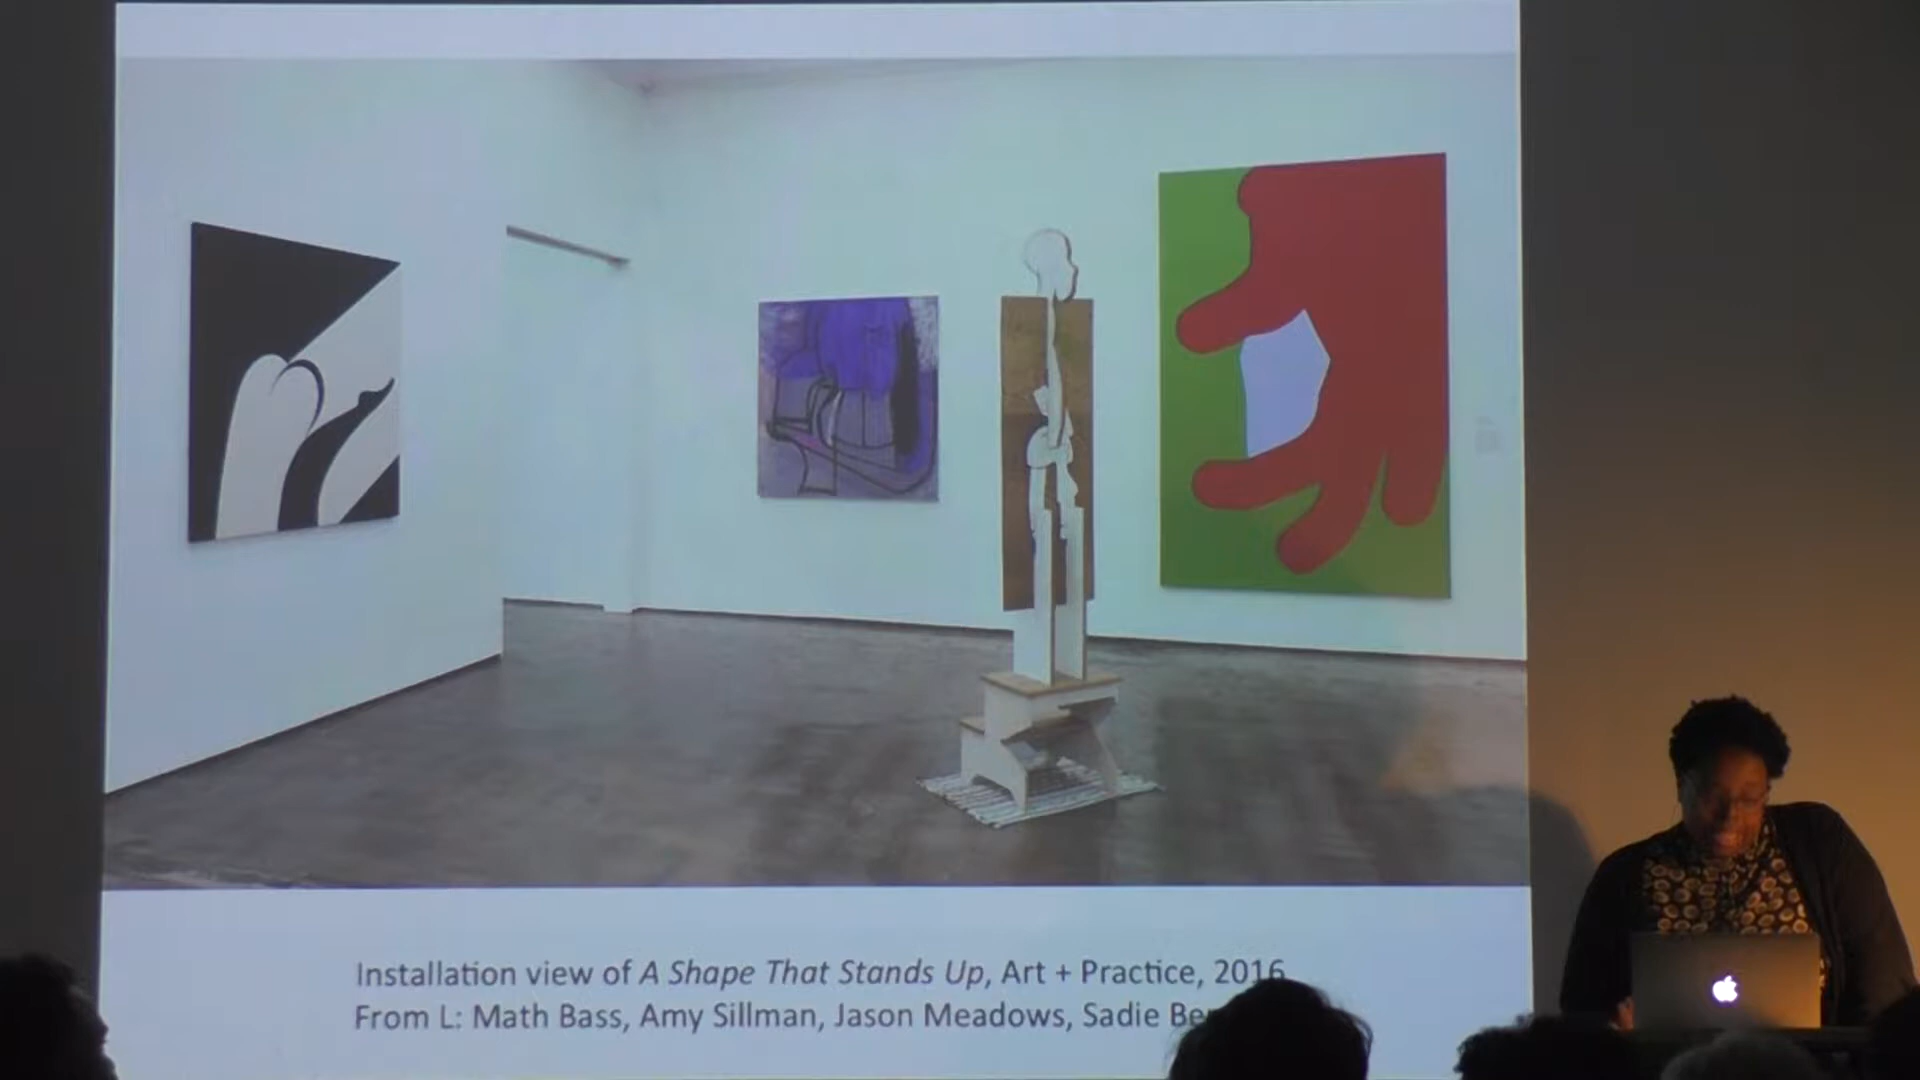 Installation view of A Shape That Stands Up, Art + Practice, 2016
From L: Math Bass, Amy Sillman, Jason Meadows, Sadie